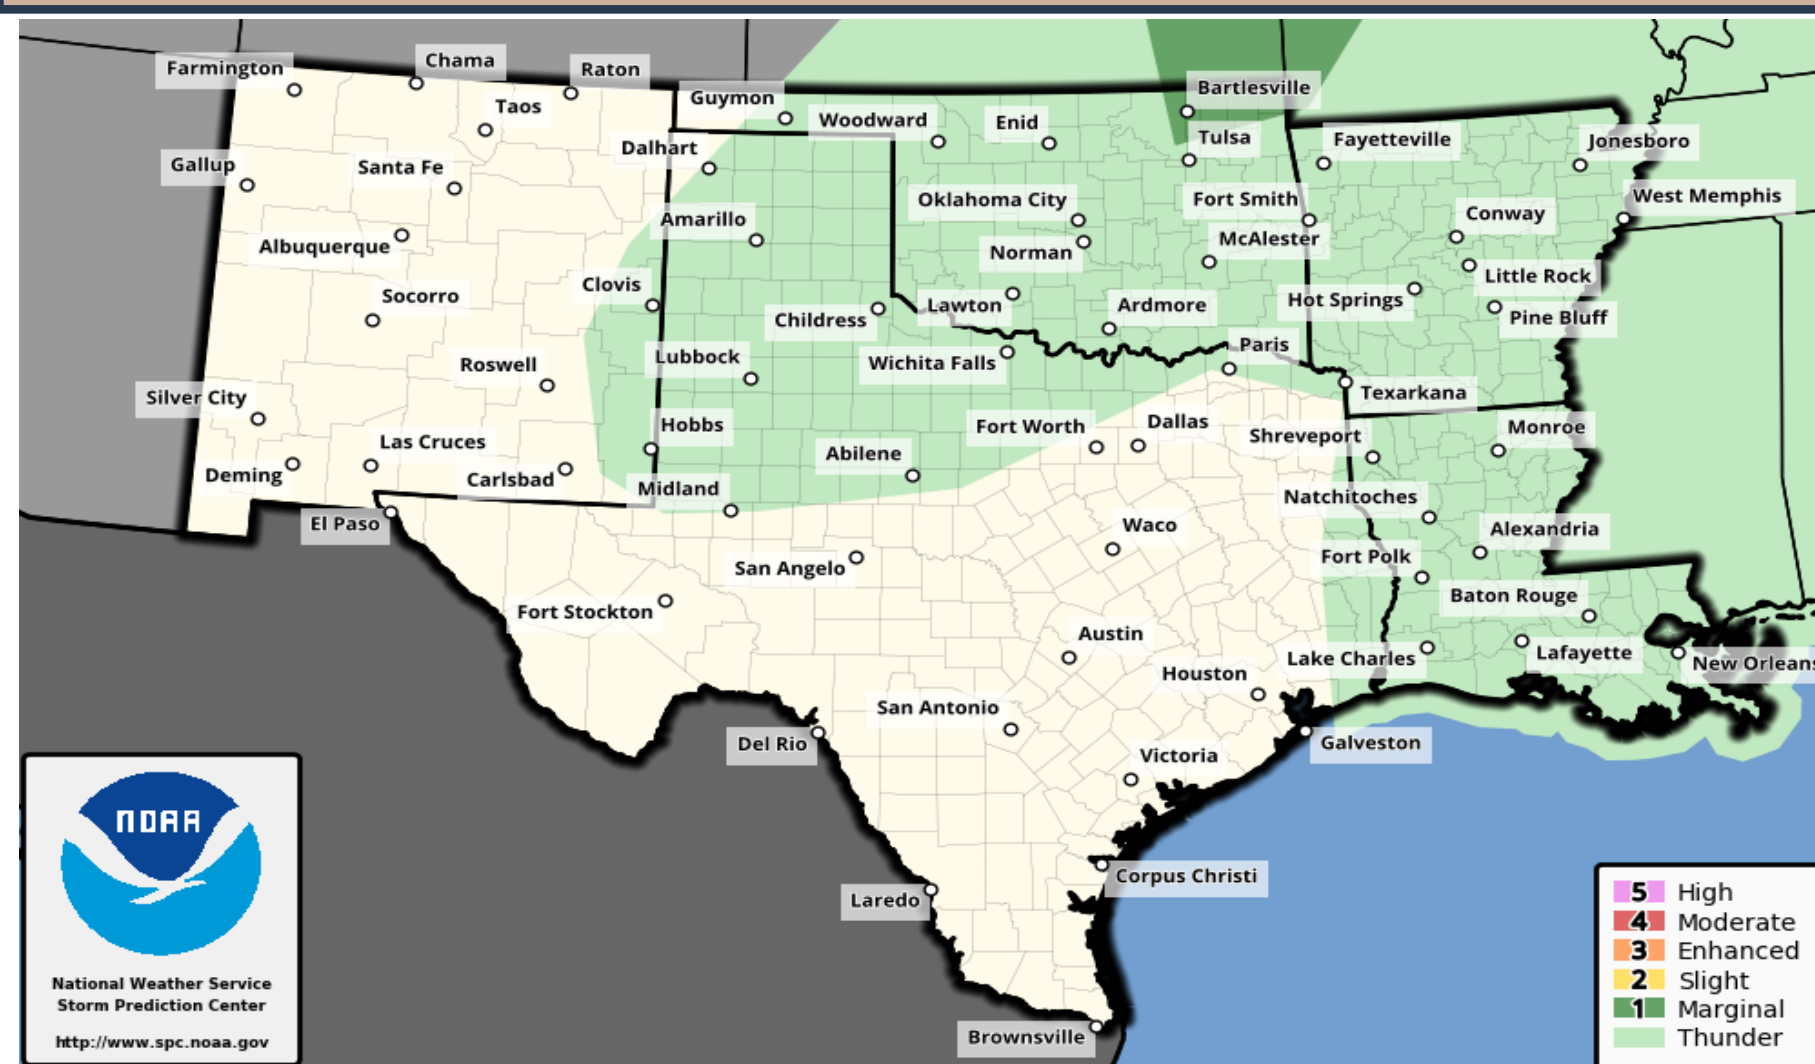 Farmington
Chama
Raton
Guymon
Bartlesville
Taos
Woodward
Enid
Tulsa
Fayetteville
Jonesboro
Gallup
Santa Fe
Dalhart
Oklahoma City
Fort Smith
West Memphis
Amarillo
Conway
Albuquerque
Norman
McAlester
Little Rock
Clovis
Socorro
Childress
Lawton
Ardmore
Hot Springs
Pine Bluff
Roswell
Lubbock
Wichita Falls
Paris
Silver City
Texarkana
Las Cruces
Hobbs
Fort Worth
Dallas
Shreveport
Monroe
Deming
Carlsbad
Midland
Abilene
Natchitoches
El Paso
Waco
Alexandria
San Angelo
Fort Polk
Fort Stockton
Baton Rouge
Austin
Lake Charles
Lafayette
New Orleans
Houston
San Antonio
Del Rio
Galveston
Victoria
Corpus Christi
Laredo
Brownsville
NOAA
National Weather Service
Storm Prediction Center
http://www.spc.noaa.gov
5 High
4 Moderate
3 Enhanced
2 Slight
1 Marginal
Thunder